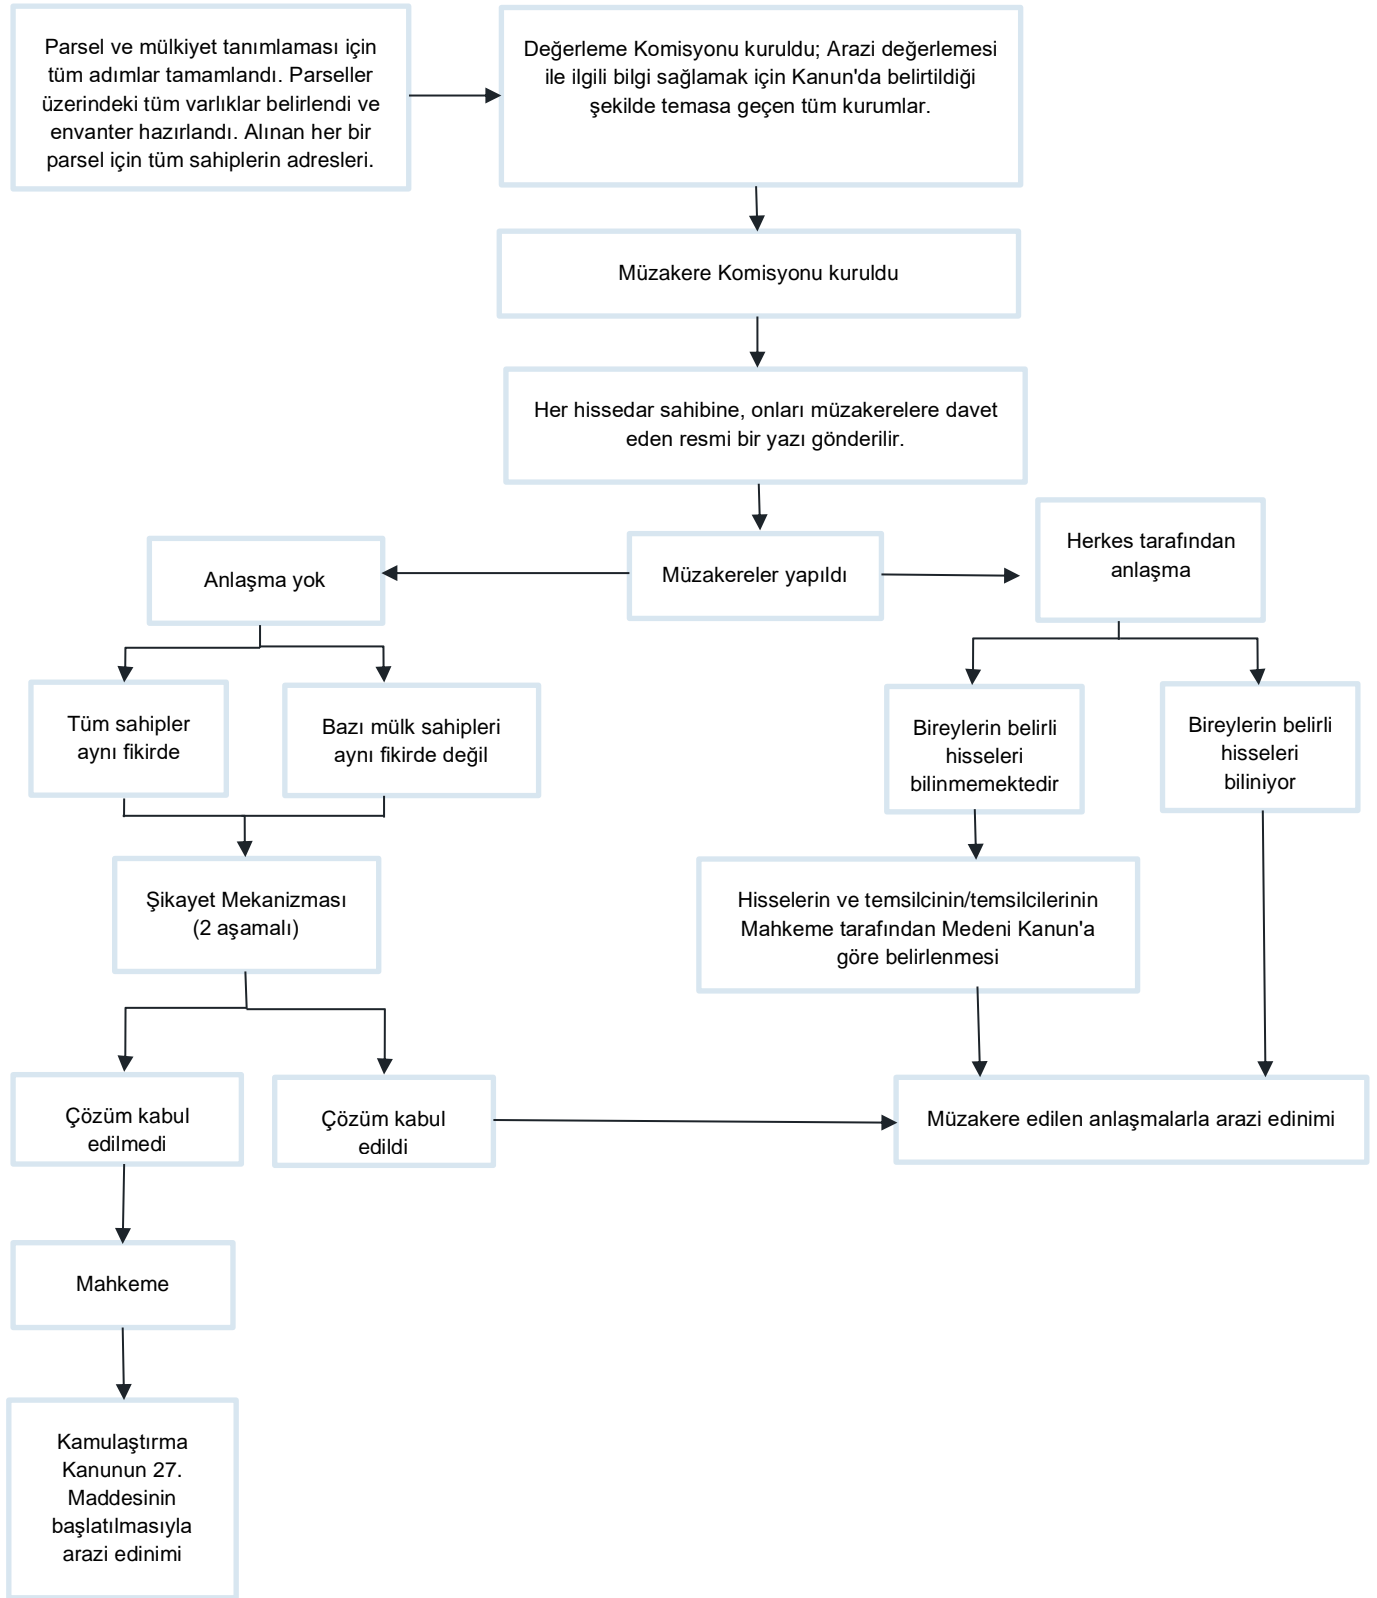 Parsel ve mülkiyet tanımlaması için
tüm adımlar tamamlandı. Parseller
üzerindeki tüm varlıklar belirlendi ve
envanter hazırlandı. Alınan her bir
parsel için tüm sahiplerin adresleri.
Değerleme Komisyonu kuruldu; Arazi değerlemesi
ile ilgili bilgi sağlamak için Kanun'da belirtildiği
şekilde temasa geçen tüm kurumlar.
Müzakere Komisyonu kuruldu
Her hissedar sahibine, onları müzakerelere davet
eden resmi bir yazı gönderilir.
Anlaşma yok
Müzakereler yapıldı
Herkes tarafından
anlaşma
Tüm sahipler
aynı fikirde
Bazı mülk sahipleri
aynı fikirde değil
Bireylerin belirli
hisseleri
bilinmemektedir
Bireylerin belirli
hisseleri
biliniyor
Şikayet Mekanizması
(2 aşamalı)
Hisselerin ve temsilcinin/temsilcilerinin
Mahkeme tarafından Medeni Kanun'a
göre belirlenmesi
Çözüm kabul
edilmedi
Çözüm kabul
edildi
Müzakere edilen anlaşmalarla arazi edinimi
Mahkeme
Kamulaştırma
Kanunun 27.
Maddesinin
başlatılmasıyla
arazi edinimi